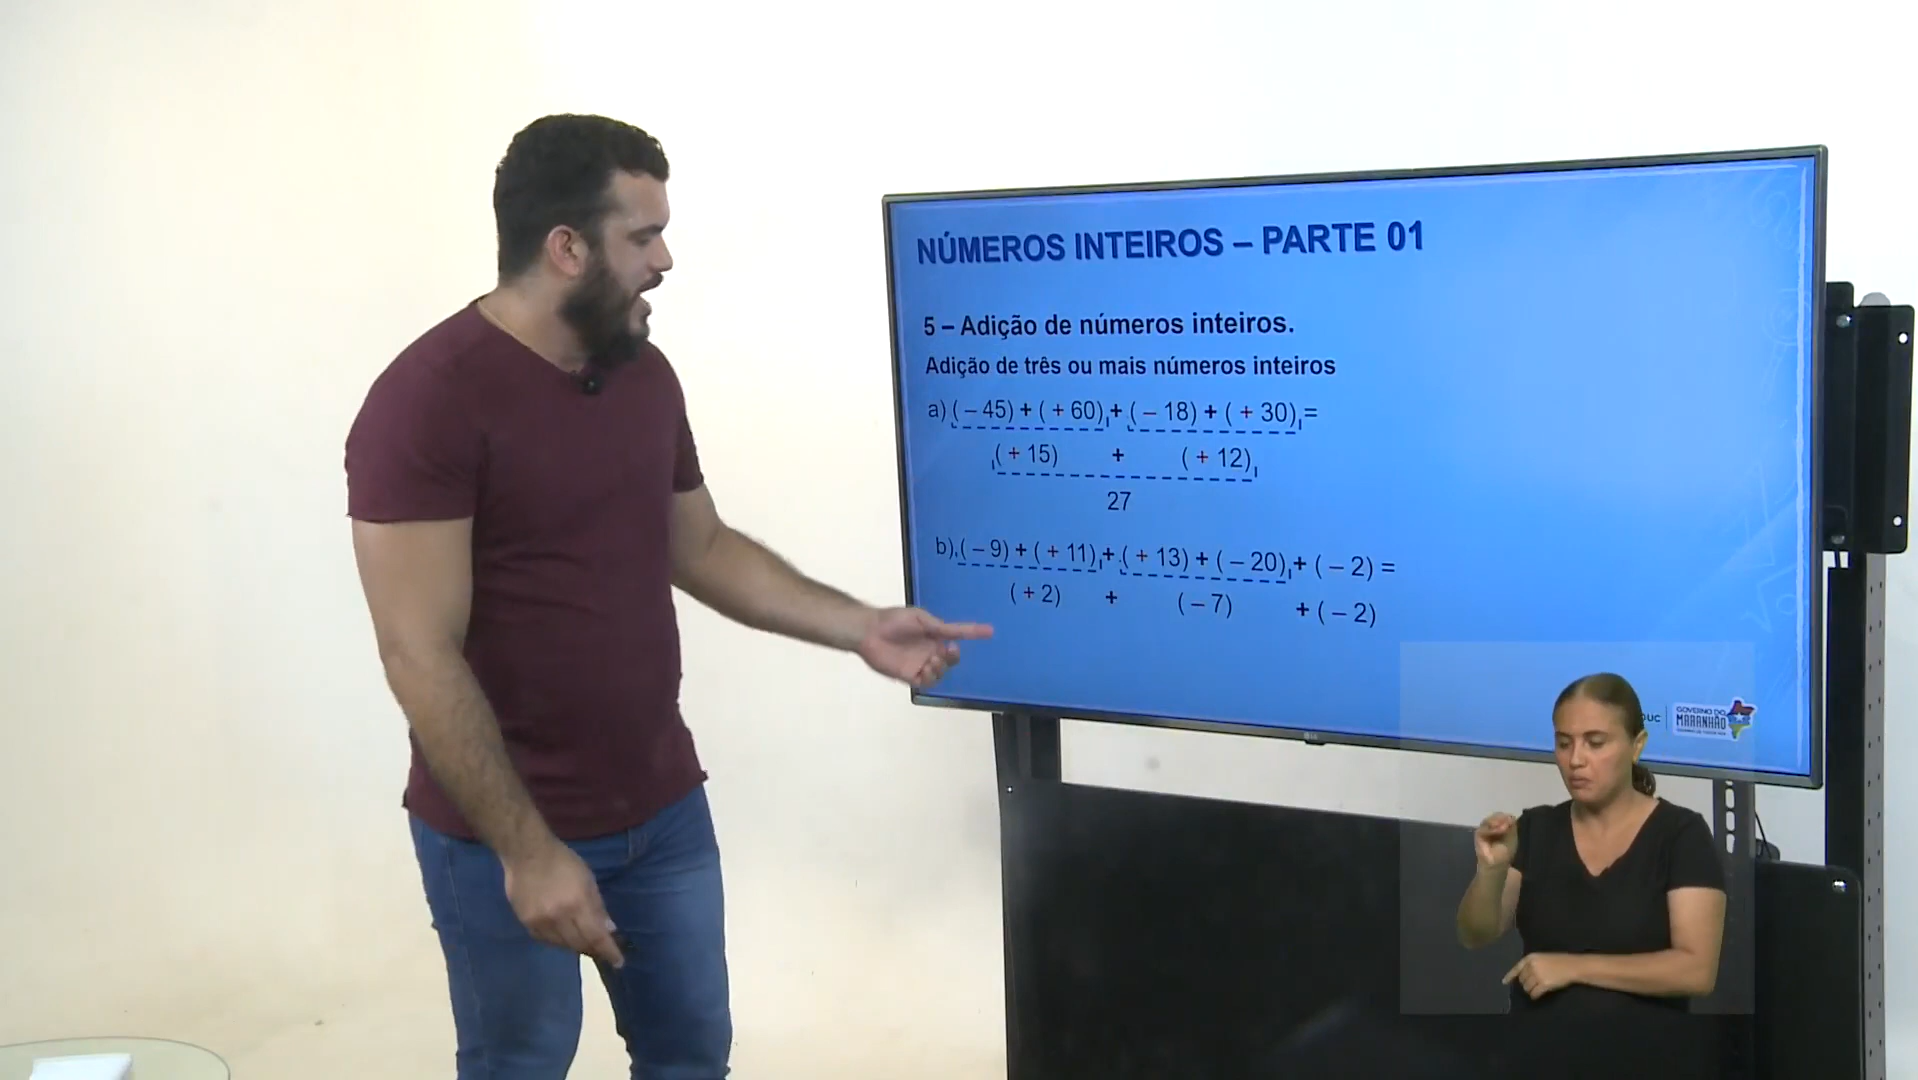 NÚMEROS INTEIROS – PARTE 01
5 – Adição de números inteiros.
Adição de três ou mais números inteiros
a) (– 45) + ( + 60) + (– 18) + ( + 30) =
( + 15) + ( + 12)
27
b) (– 9) + ( + 11) + ( + 13) + (– 20) + (– 2) =
( + 2) + (– 7) + (– 2)
GOVERNO DO
MARANHÃO
LG